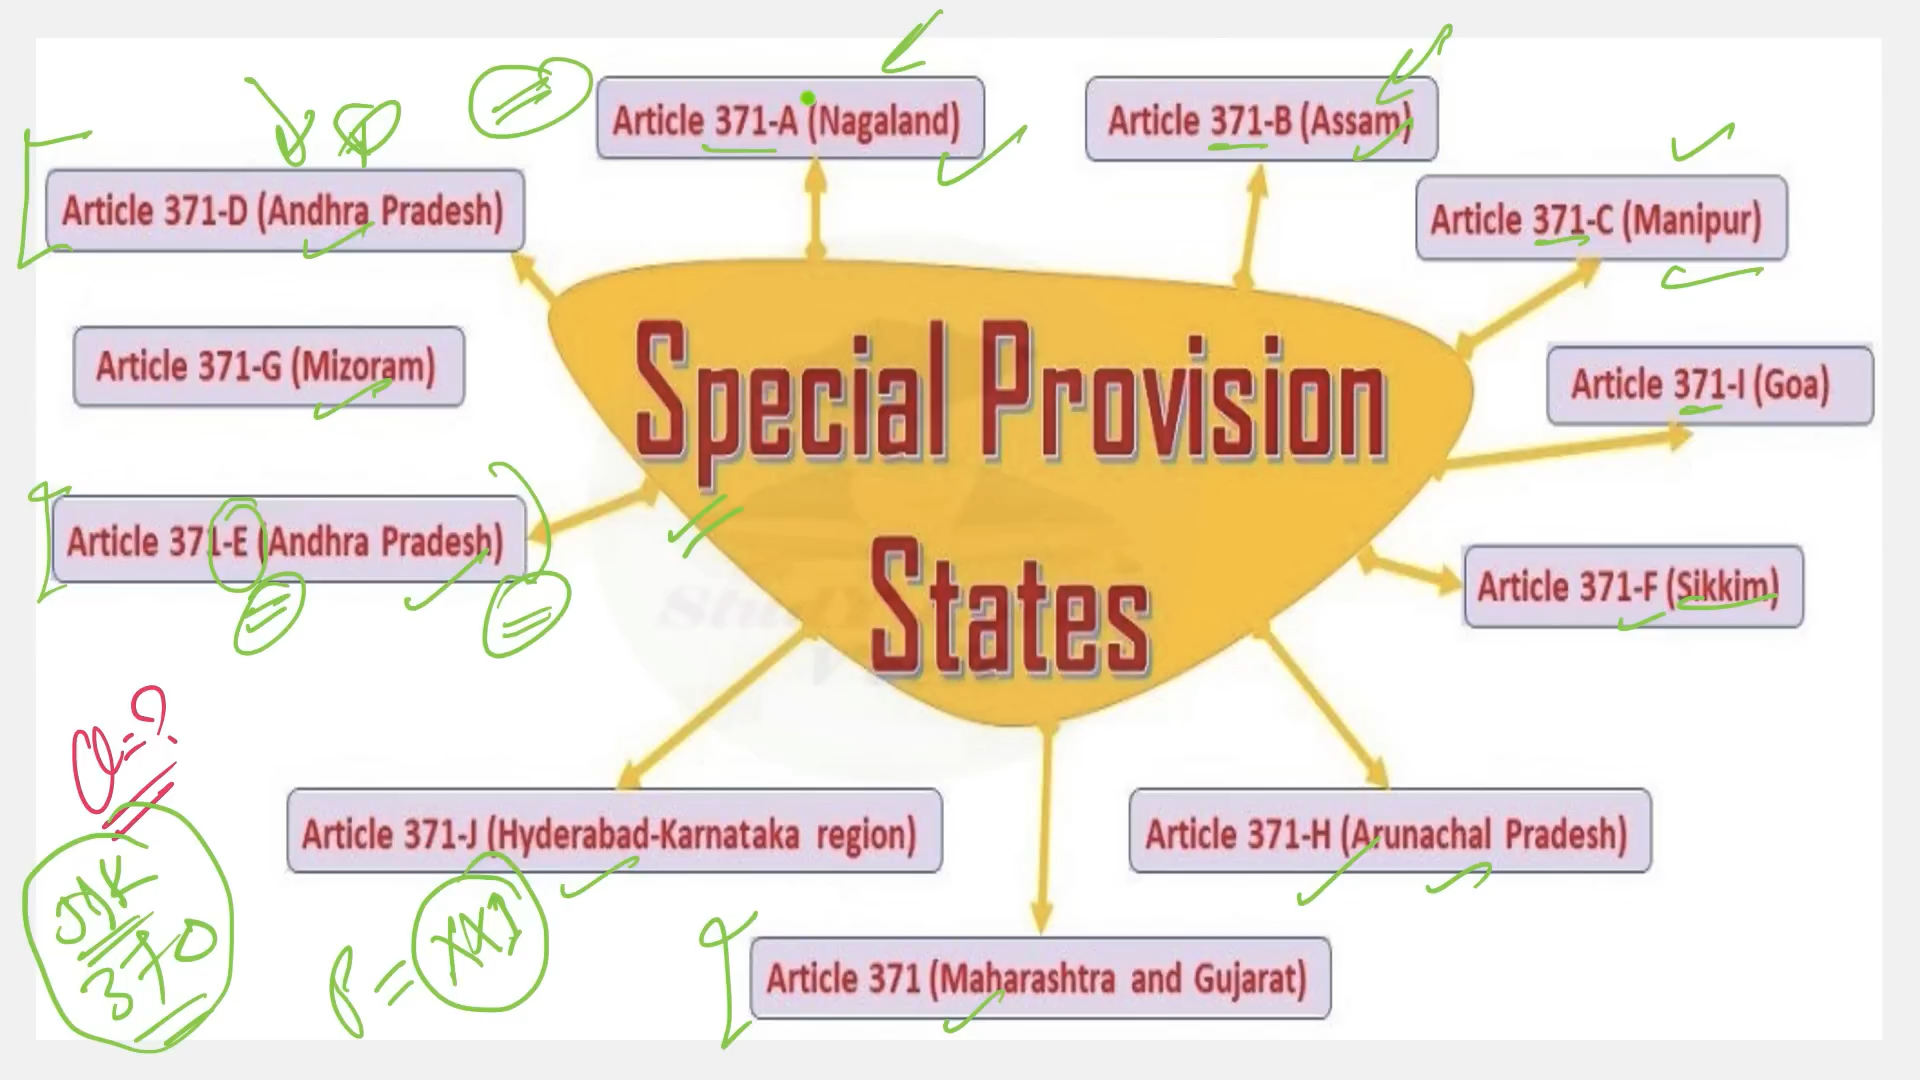 Article 371-A (Nagaland)
Article 371-B (Assam)
Article 371-D (Andhra Pradesh)
Article 371-C (Manipur)
Article 371-G (Mizoram)
Article 371-I (Goa)
Special Provision
States
Article 371-E (Andhra Pradesh)
Article 371-F (Sikkim)
Article 371-J (Hyderabad-Karnataka region)
Article 371-H (Arunachal Pradesh)
Article 371 (Maharashtra and Gujarat)
J&K
370
XXI